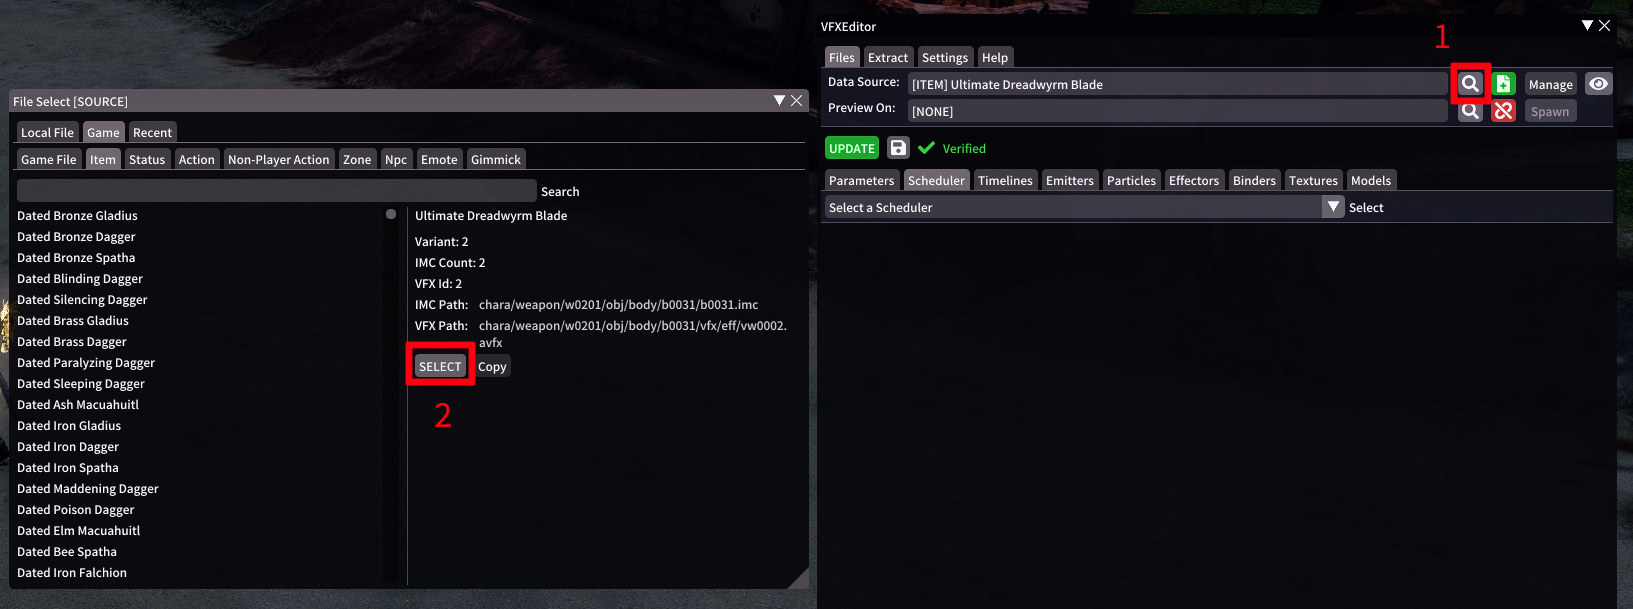 VFXEditor
1
Files Extract Settings Help
Data Source: [ITEM] Ultimate Dreadwyrm Blade Manage
Preview On: [NONE] Spawn
UPDATE Verified
Parameters Scheduler Timelines Emitters Particles Effectors Binders Textures Models
Select a Scheduler Select
File Select [SOURCE]
Local File Game Recent
Game File Item Status Action Non-Player Action Zone Npc Emote Gimmick
Search
Dated Bronze Gladius
Dated Bronze Dagger
Dated Bronze Spatha
Dated Blinding Dagger
Dated Silencing Dagger
Dated Brass Gladius
Dated Brass Dagger
Dated Paralyzing Dagger
Dated Sleeping Dagger
Dated Ash Macuahuitl
Dated Iron Gladius
Dated Iron Dagger
Dated Iron Spatha
Dated Maddening Dagger
Dated Poison Dagger
Dated Elm Macuahuitl
Dated Bee Spatha
Dated Iron Falchion
Ultimate Dreadwyrm Blade
Variant: 2
IMC Count: 2
VFX Id: 2
IMC Path: chara/weapon/w0201/obj/body/b0031/b0031.imc
VFX Path: chara/weapon/w0201/obj/body/b0031/vfx/eff/vw0002.
avfx
SELECT Copy
2